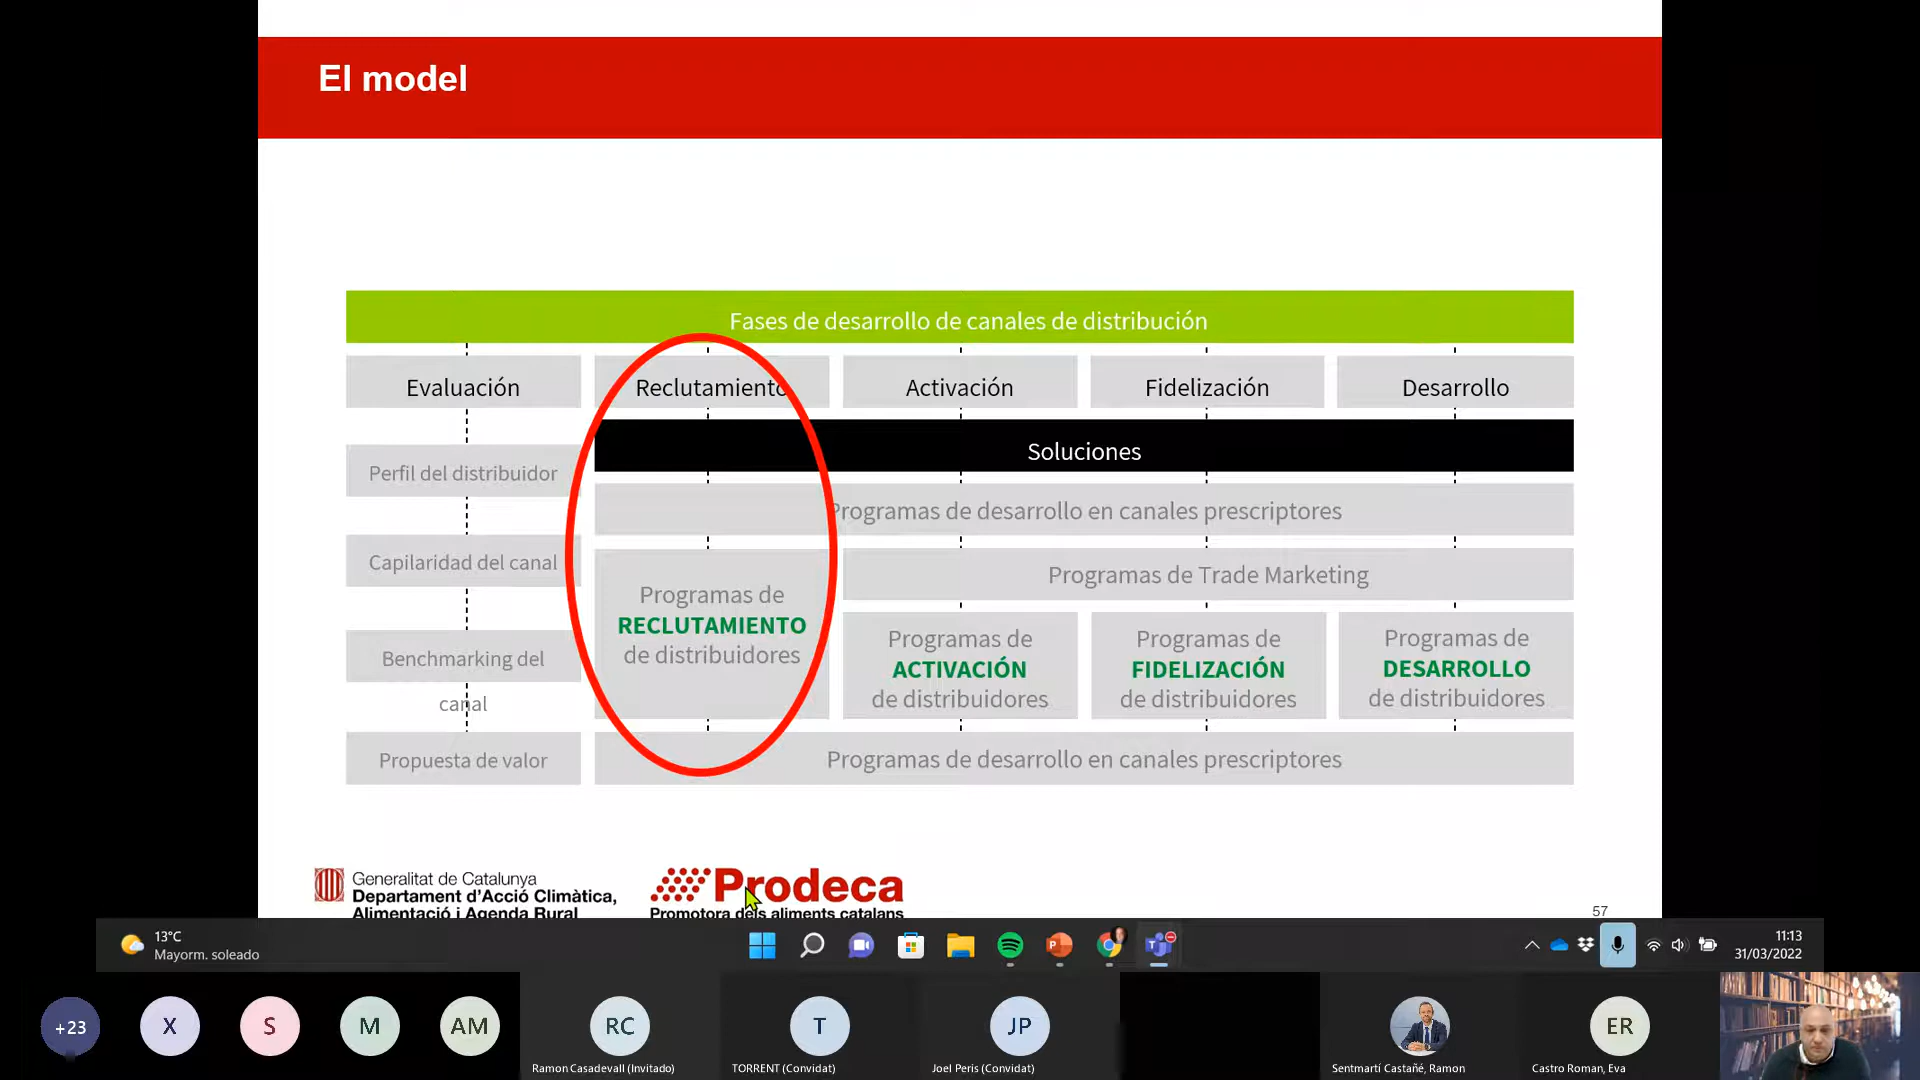 El model
Fases de desarrollo de canales de distribución
Evaluación
Reclutamiento
Activación
Fidelización
Desarrollo
Soluciones
Perfil del distribuidor
Programas de desarrollo en canales prescriptores
Capilaridad del canal
Programas de Trade Marketing
Programas de
RECLUTAMIENTO
de distribuidores
Programas de
ACTIVACIÓN
de distribuidores
Programas de
FIDELIZACIÓN
de distribuidores
Programas de
DESARROLLO
de distribuidores
Benchmarking del
canal
Propuesta de valor
Programas de desarrollo en canales prescriptores
Generalitat de Catalunya
Departament d'Acció Climàtica,
Alimentació i Agenda Rural
Prodeca
Promotora dels aliments catalans
57
13°C
Mayorm. soleado
11:13
31/03/2022
+23
X
S
M
AM
RC
Ramon Casadevall (Invitado)
T
TORRENT (Convidat)
JP
Joel Peris (Convidat)
Sentmartí Castañé, Ramon
ER
Castro Roman, Eva